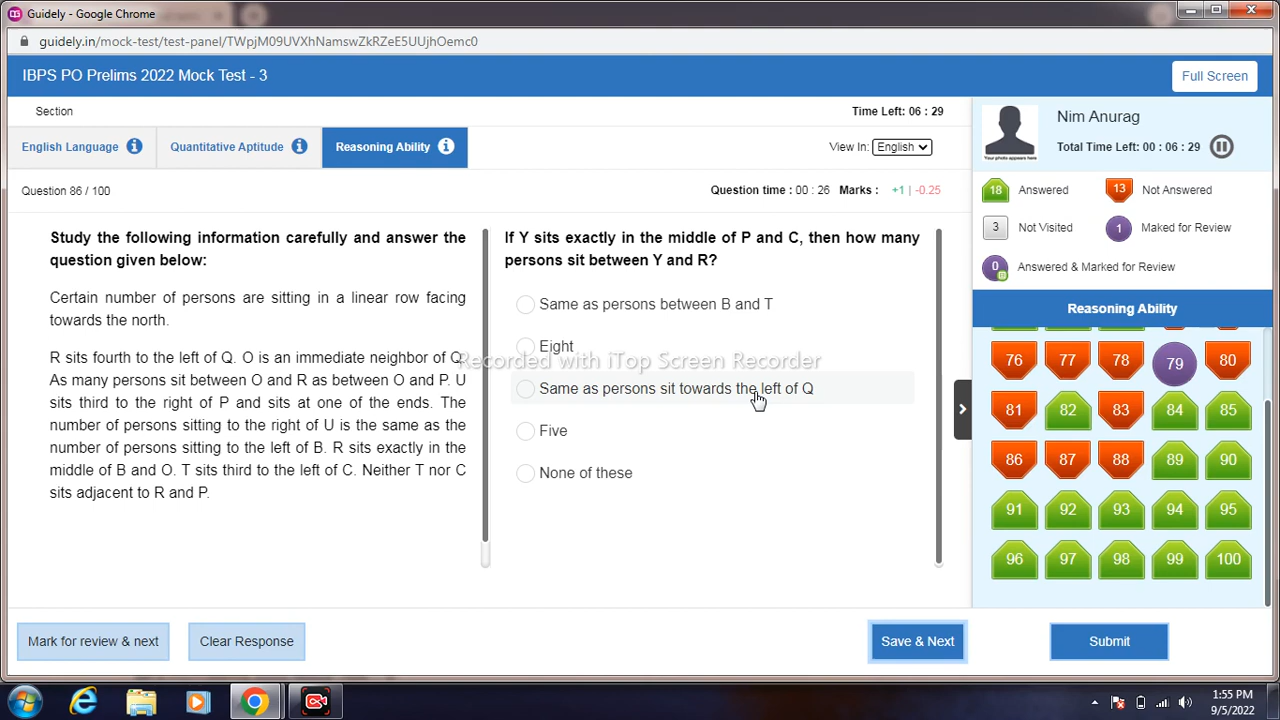 Guidely - Google Chrome
guidely.in/mock-test/test-panel/TWpjM09UVXhNamswZkRZeE5UUjhOemc0
IBPS PO Prelims 2022 Mock Test - 3
Full Screen
Section
Time Left: 06 : 29
English Language
Quantitative Aptitude
Reasoning Ability
View In: English
Question 86 / 100
Question time : 00 : 26 Marks : +1 | -0.25
Study the following information carefully and answer the
question given below:
Certain number of persons are sitting in a linear row facing
towards the north.
R sits fourth to the left of Q. O is an immediate neighbor of Q.
As many persons sit between O and R as between O and P. U
sits third to the right of P and sits at one of the ends. The
number of persons sitting to the right of U is the same as the
number of persons sitting to the left of B. R sits exactly in the
middle of B and O. T sits third to the left of C. Neither T nor C
sits adjacent to R and P.
If Y sits exactly in the middle of P and C, then how many
persons sit between Y and R?
Same as persons between B and T
Eight
Recorded with iTop Screen Recorder
Same as persons sit towards the left of Q
Five
None of these
Mark for review & next
Clear Response
Save & Next
Nim Anurag
Your photo appears here
Total Time Left: 00 : 06 : 29
18 Answered
13 Not Answered
3 Not Visited
1 Maked for Review
0 Answered & Marked for Review
Reasoning Ability
76 77 78 79 80
81 82 83 84 85
86 87 88 89 90
91 92 93 94 95
96 97 98 99 100
Submit
1:55 PM
9/5/2022